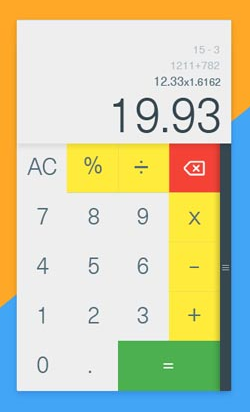 15 - 3
1211+782
12.33x1.6162
19.93
AC % ÷
7 8 9 x
4 5 6 -
1 2 3 +
0 . =